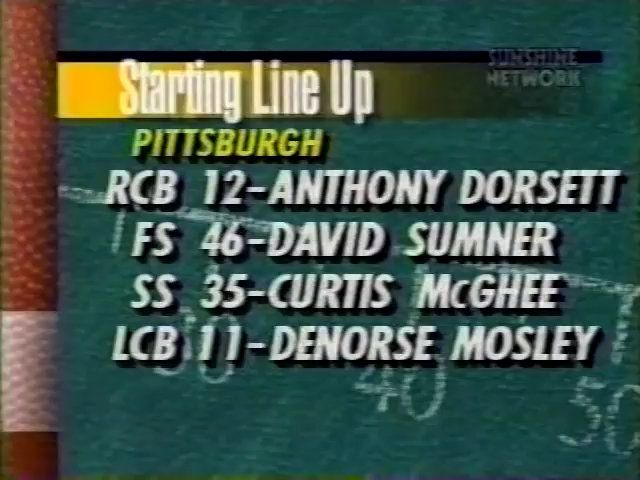 SUNSHINE
NETWORK
Starting Line Up
PITTSBURGH
RCB 12-ANTHONY DORSETT
FS 46-DAVID SUMNER
SS 35-CURTIS McGHEE
LCB 11-DENORSE MOSLEY